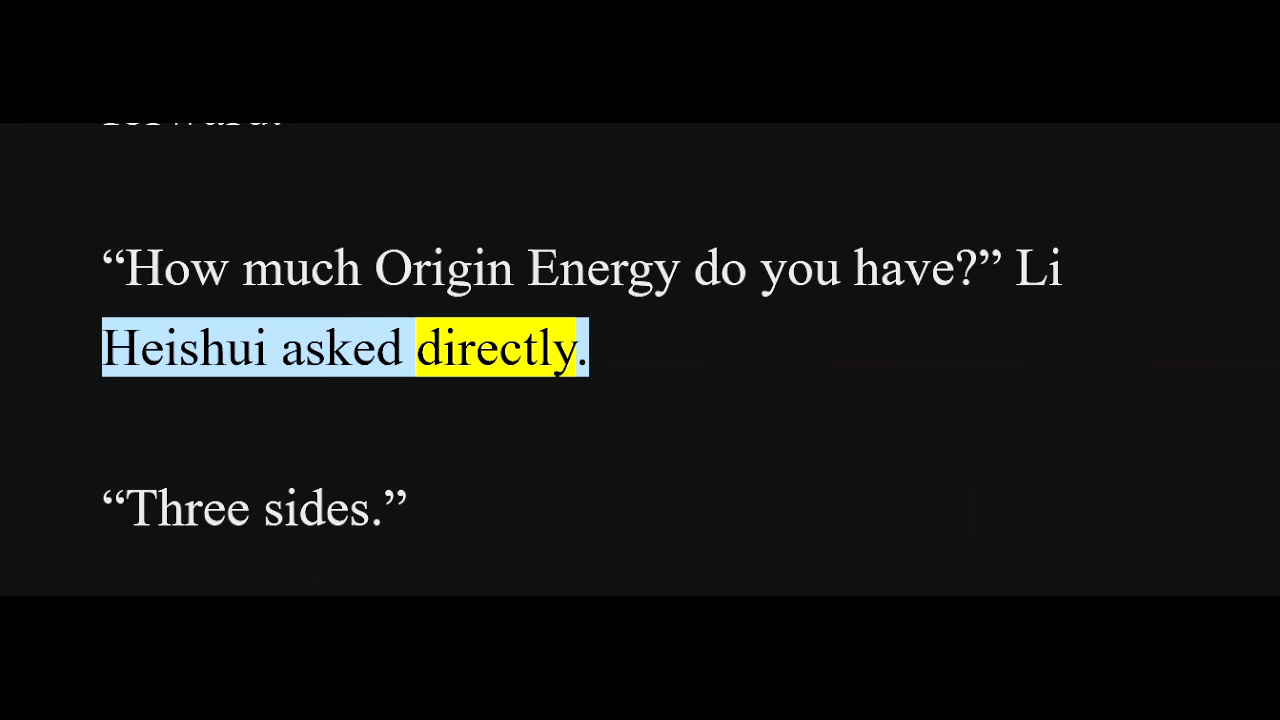 “How much Origin Energy do you have?” Li
Heishui asked directly.
“Three sides.”